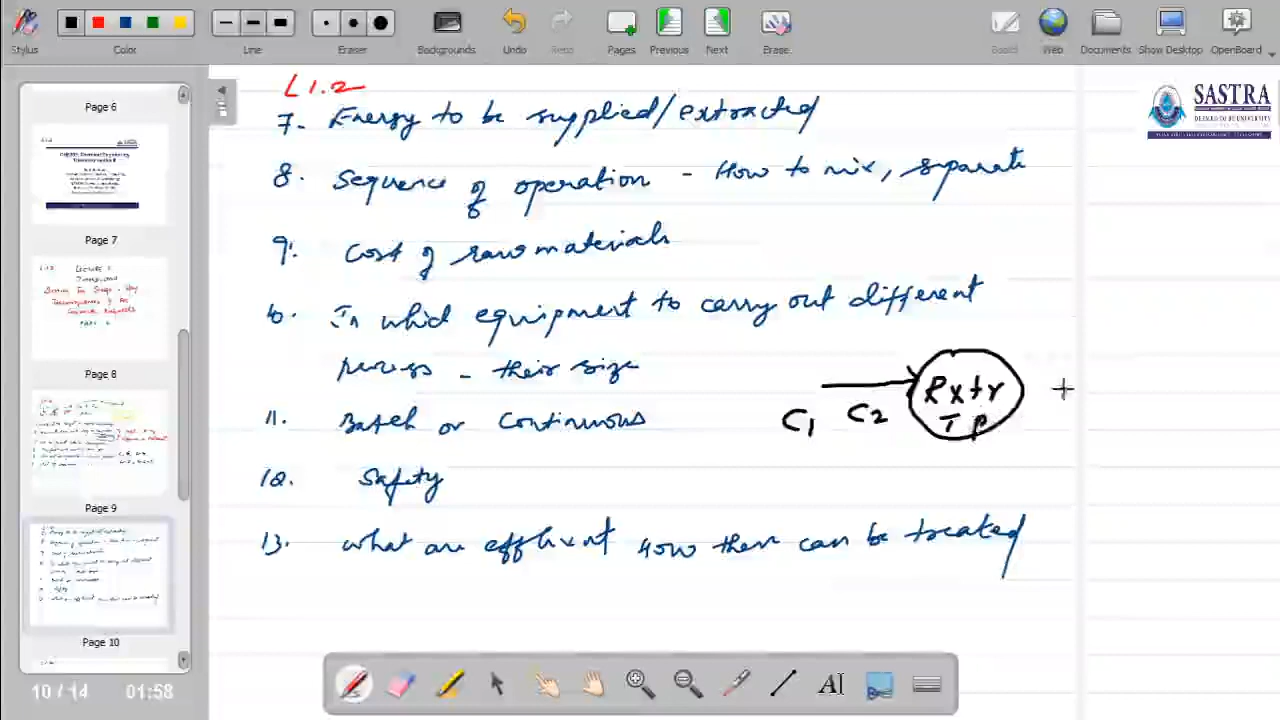 Stylus
Color
Line
Eraser
Backgrounds
Undo
Redo
Pages
Previous
Next
Erase
Board
Web
Documents
Show Desktop
OpenBoard
SASTRA
Page 6
Page 7
Page 8
Page 9
Page 10
10 / 14 01:58
L 1.2
7. Energy to be supplied/extracted
8. Sequence of operation - How to mix, separate
9. Cost of raw materials
10. In which equipment to carry out different
process - their size
11. Batch or Continuous
12. Safety
13. What are effluent How these can be treated
C1 C2
Rxtr
T P